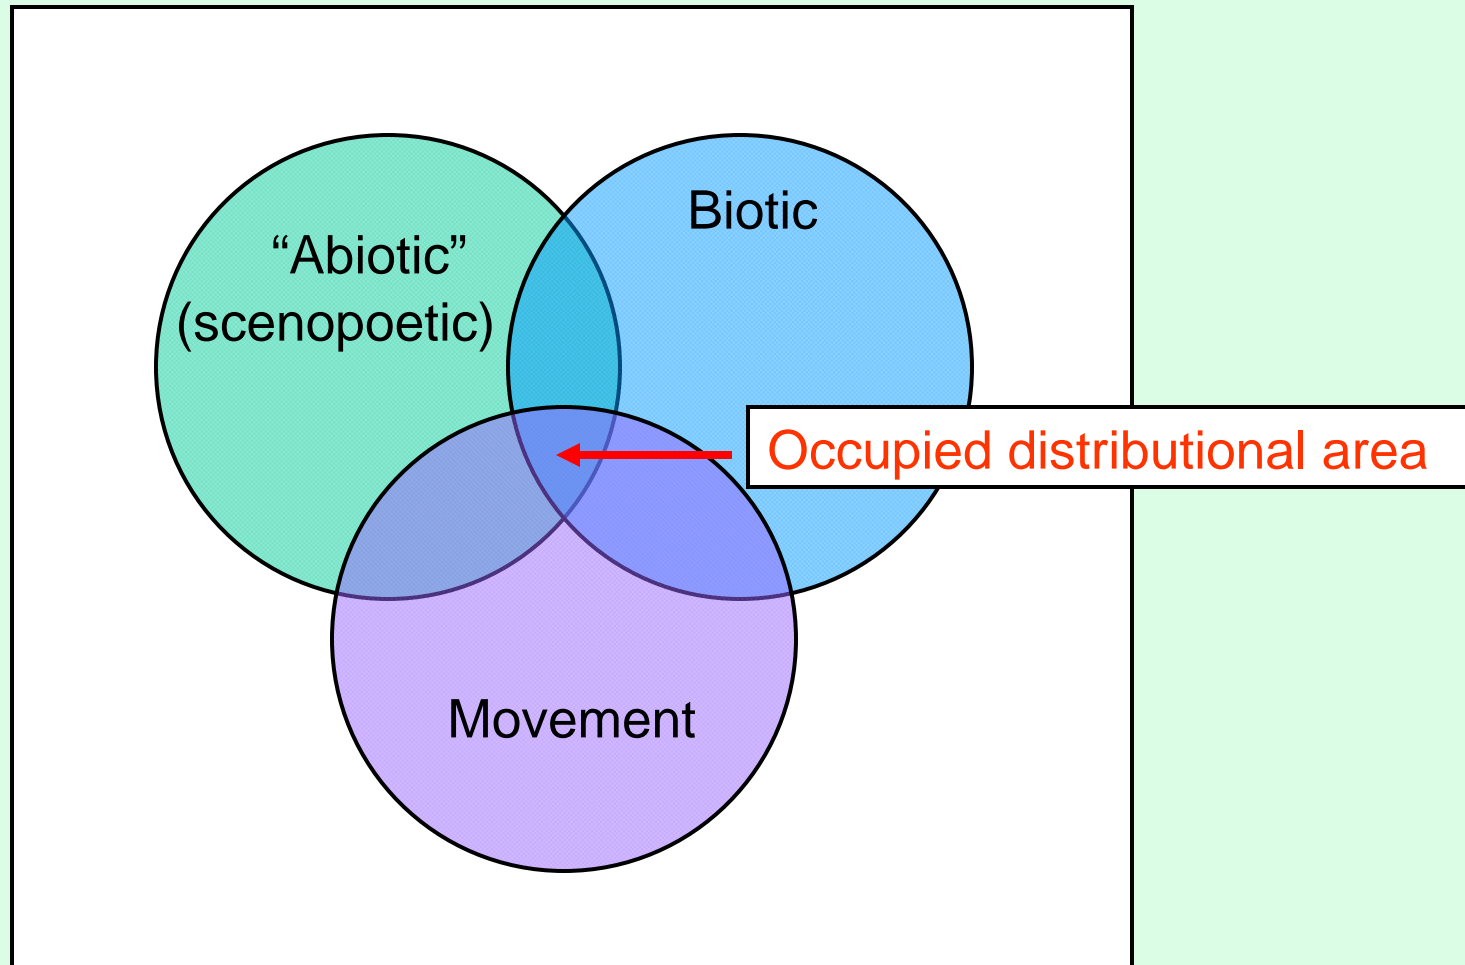 “Abiotic”
(scenopoetic)
Biotic
Occupied distributional area
Movement